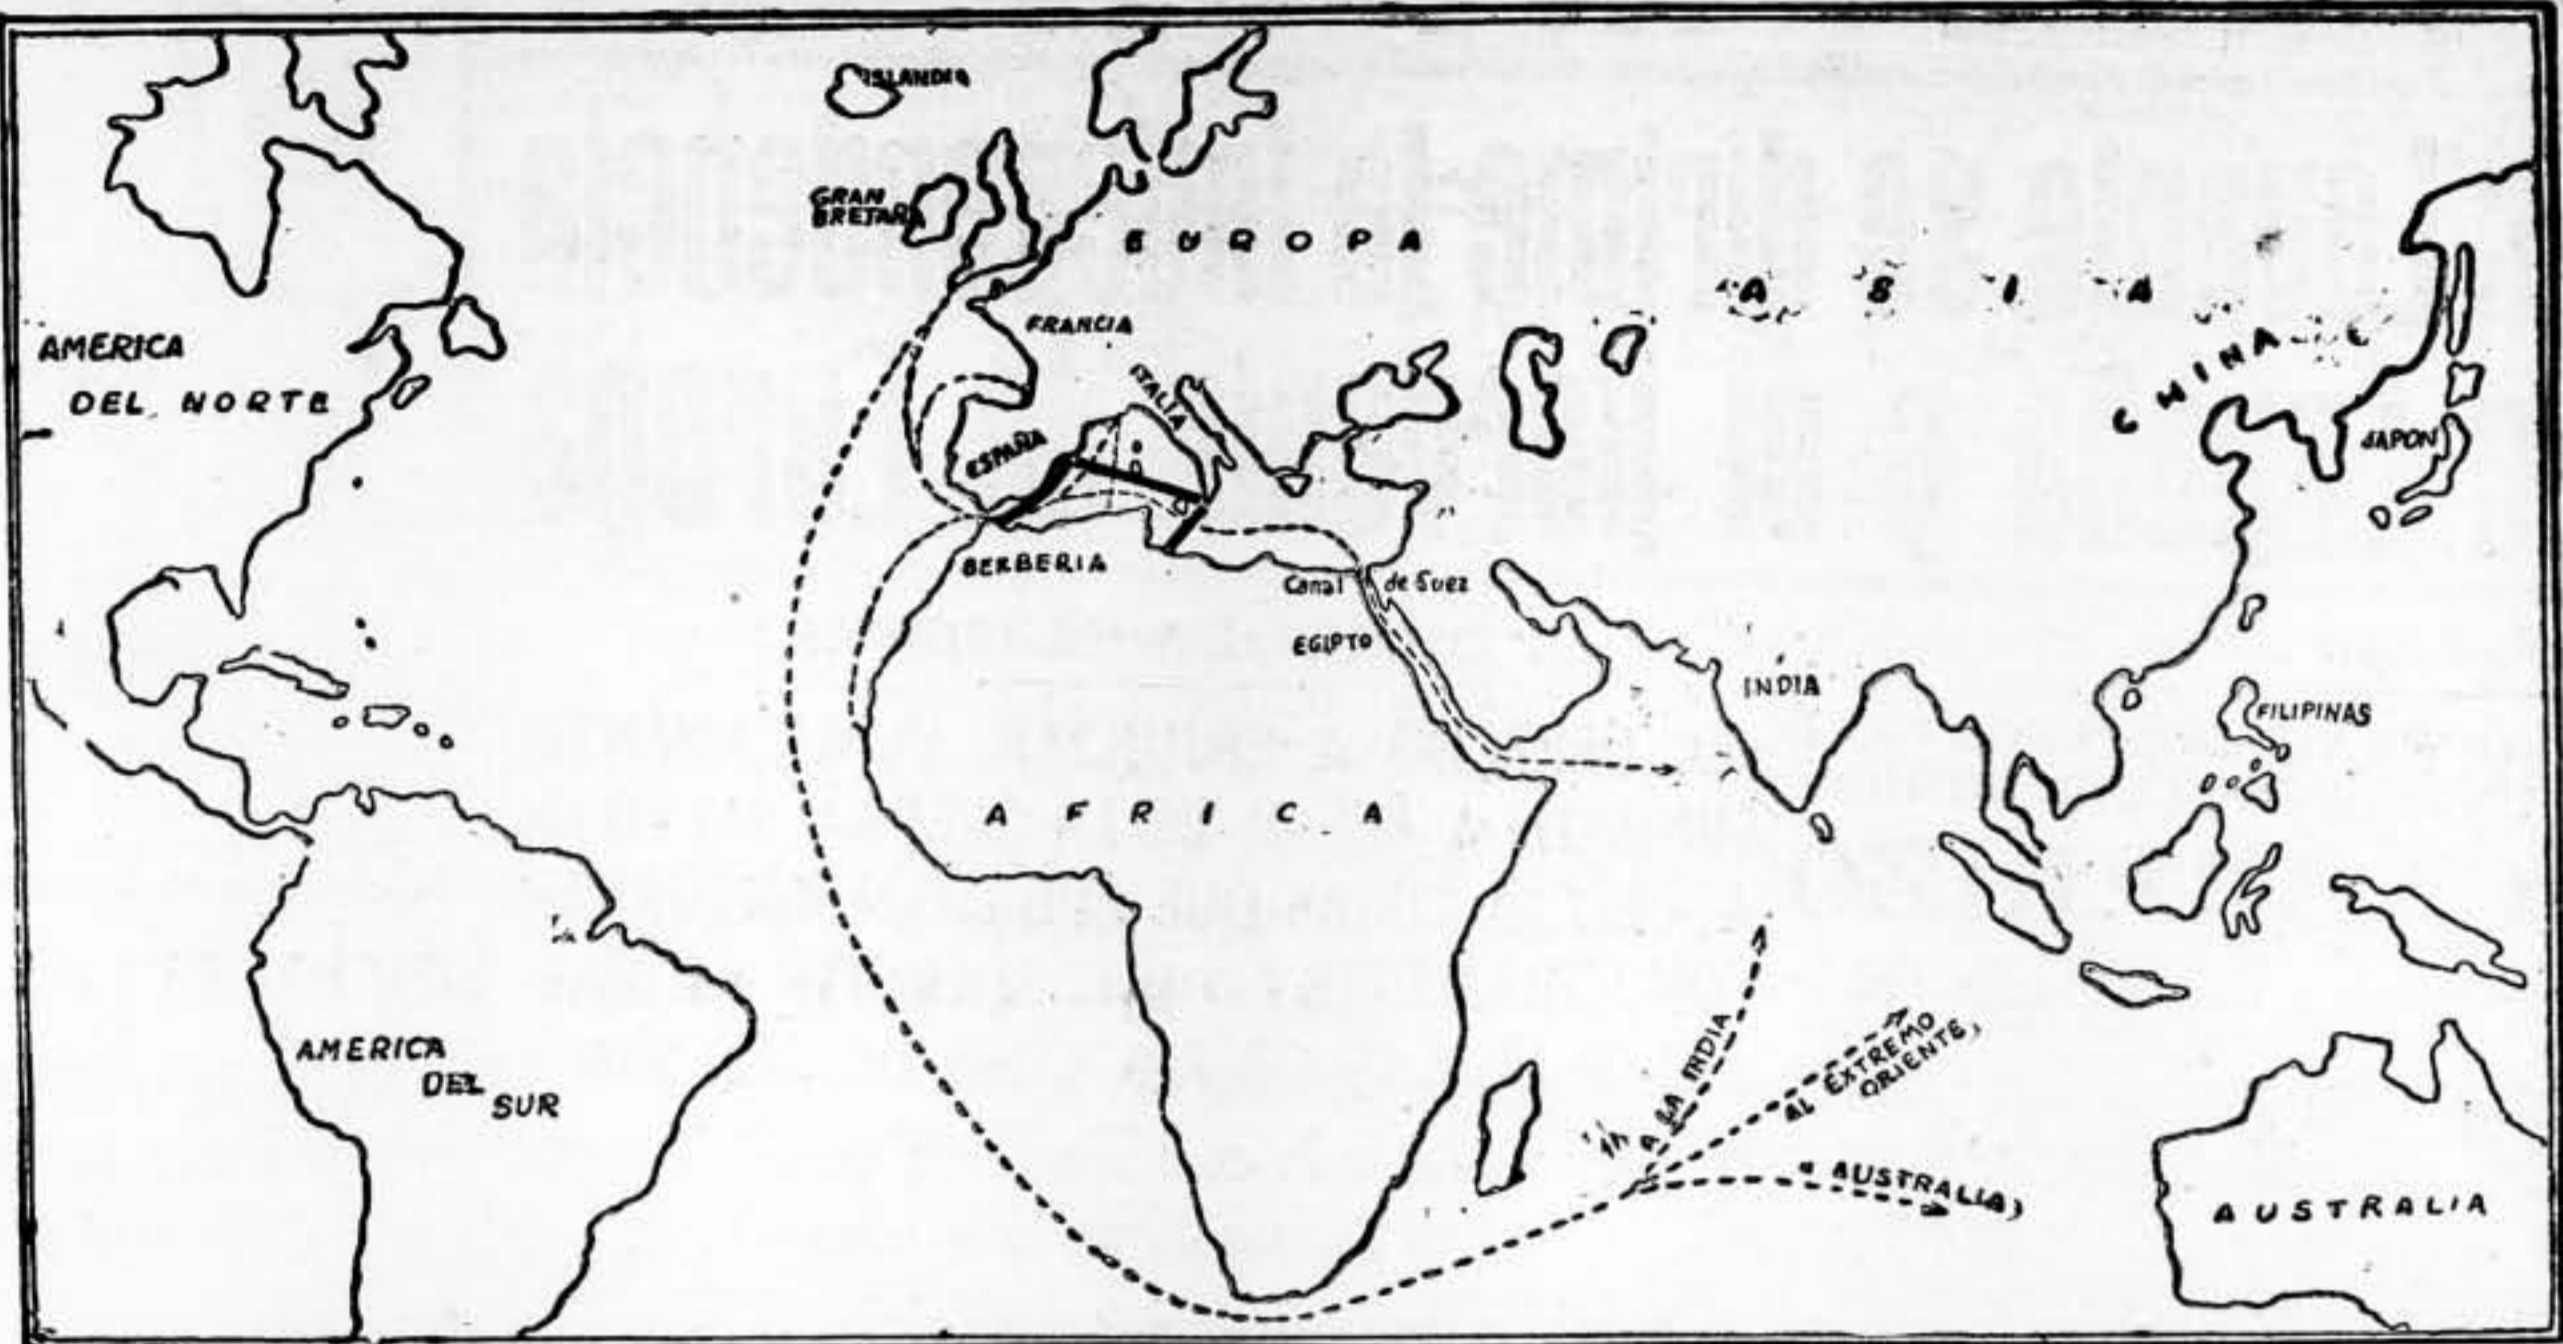 ISLANDIA
GRAN
BRETAÑA
EUROPA
ASIA
AMERICA
DEL NORTE
FRANCIA
ITALIA
CHINA
JAPON
ESPAÑA
BERBERIA
Canal de Suez
EGIPTO
INDIA
FILIPINAS
AFRICA
AMERICA
DEL
SUR
A LA INDIA
AL EXTREMO
ORIENTE,
a AUSTRALIA,
AUSTRALIA